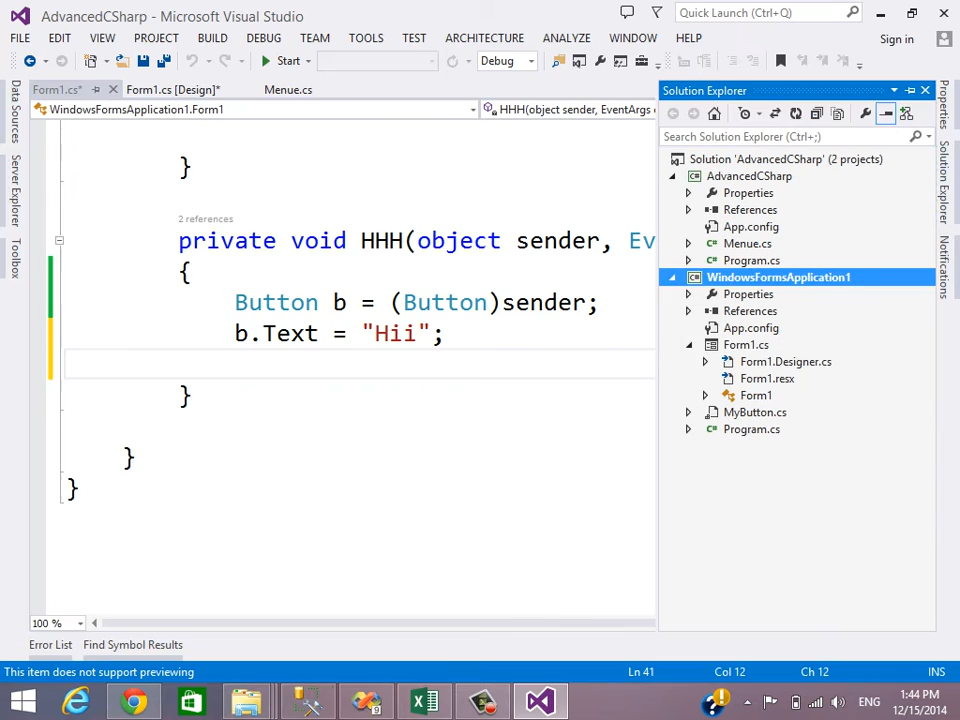 AdvancedCSharp - Microsoft Visual Studio
Quick Launch (Ctrl+Q)
FILE EDIT VIEW PROJECT BUILD DEBUG TEAM TOOLS TEST ARCHITECTURE ANALYZE WINDOW HELP
Sign in
Start
Debug
Form1.cs*
Form1.cs [Design]*
Menue.cs
WindowsFormsApplication1.Form1
HHH(object sender, EventArgs e
}
2 references
private void HHH(object sender, Ev
{
Button b = (Button)sender;
b.Text = "Hii";
}
}
}
100 %
Data Sources
Server Explorer
Toolbox
Solution Explorer
Search Solution Explorer (Ctrl+;)
Solution 'AdvancedCSharp' (2 projects)
AdvancedCSharp
Properties
References
App.config
Menue.cs
Program.cs
WindowsFormsApplication1
Properties
References
App.config
Form1.cs
Form1.Designer.cs
Form1.resx
Form1
MyButton.cs
Program.cs
Properties
Solution Explorer
Notifications
Error List Find Symbol Results
This item does not support previewing
Ln 41 Col 12 Ch 12 INS
ENG
1:44 PM
12/15/2014